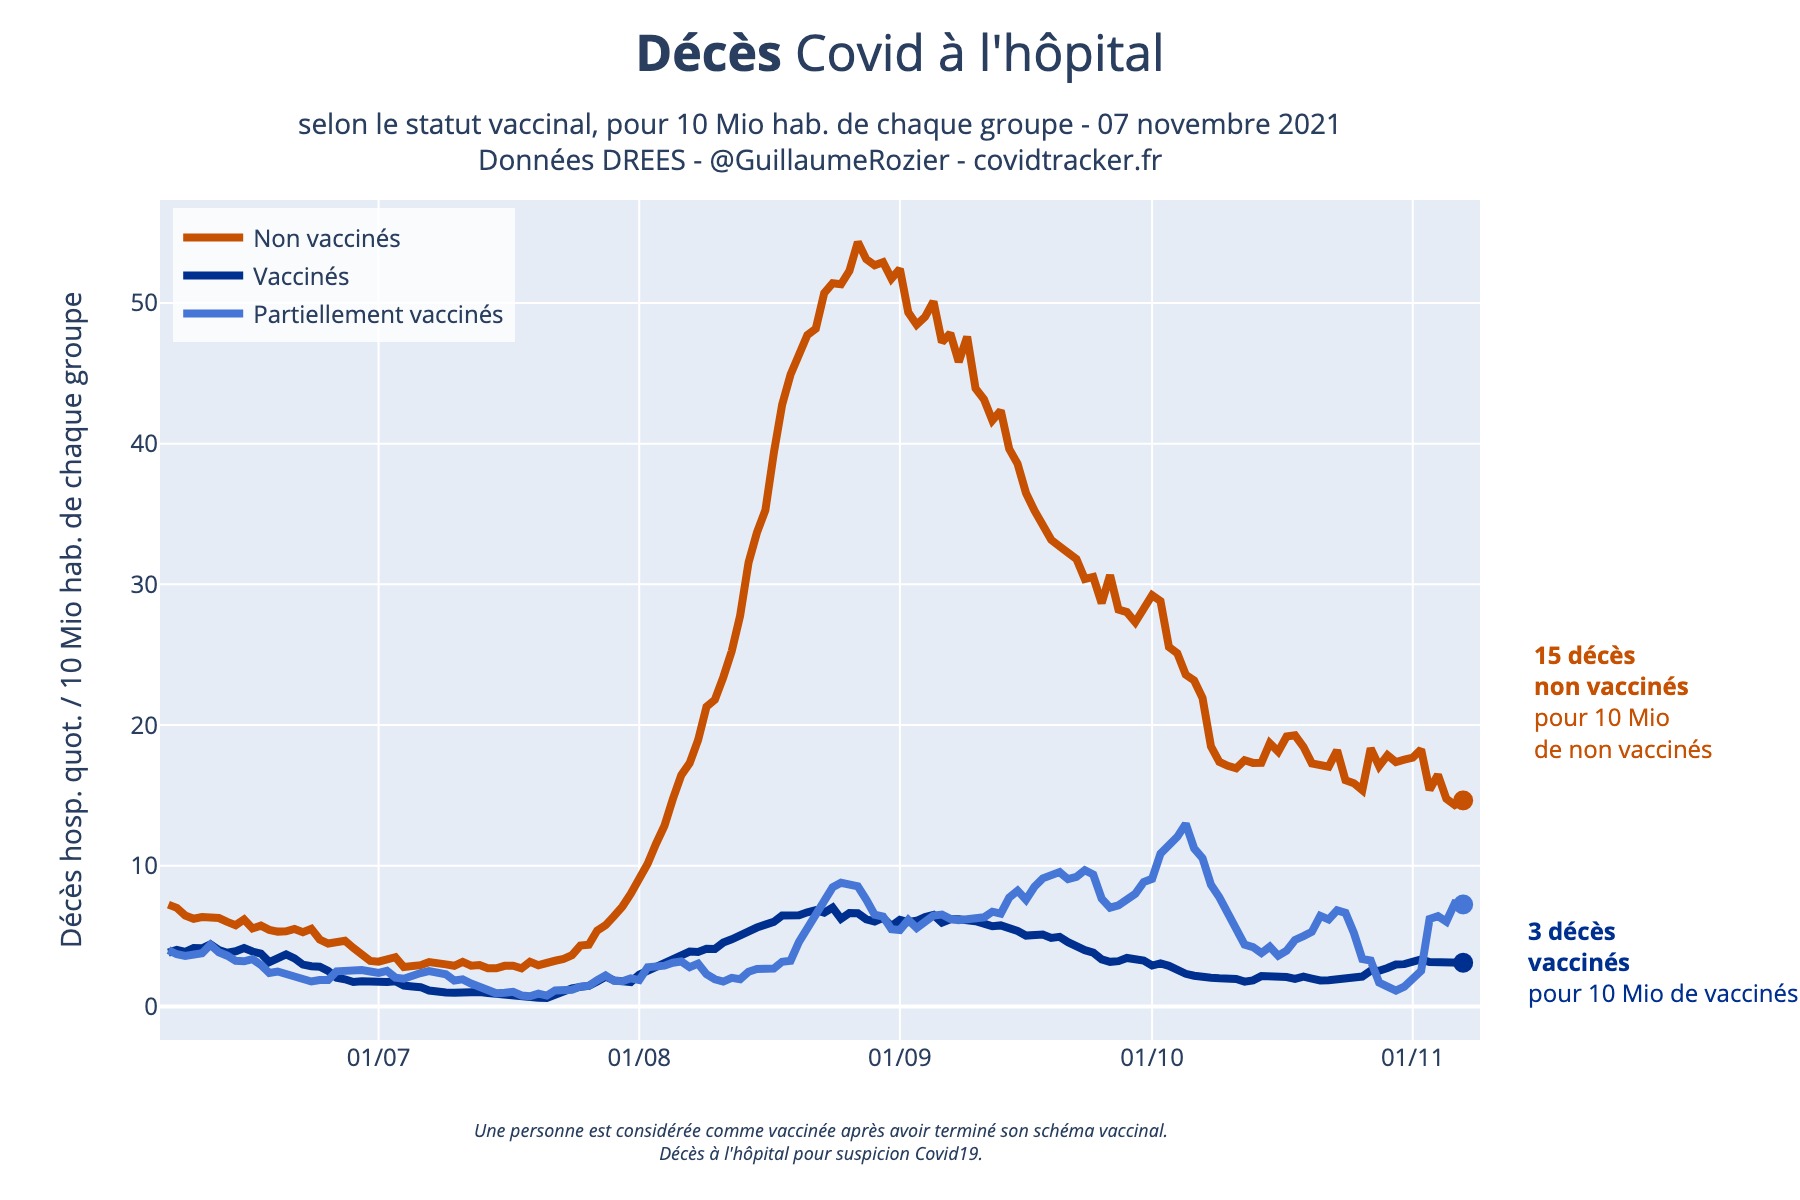 Décès Covid à l'hôpital
selon le statut vaccinal, pour 10 Mio hab. de chaque groupe - 07 novembre 2021
Données DREES - @GuillaumeRozier - covidtracker.fr
Non vaccinés
Vaccinés
Partiellement vaccinés
Décès hosp. quot. / 10 Mio hab. de chaque groupe
50
40
30
20
10
0
01/07
01/08
01/09
01/10
01/11
15 décès
non vaccinés
pour 10 Mio
de non vaccinés
3 décès
vaccinés
pour 10 Mio de vaccinés
Une personne est considérée comme vaccinée après avoir terminé son schéma vaccinal.
Décès à l'hôpital pour suspicion Covid19.